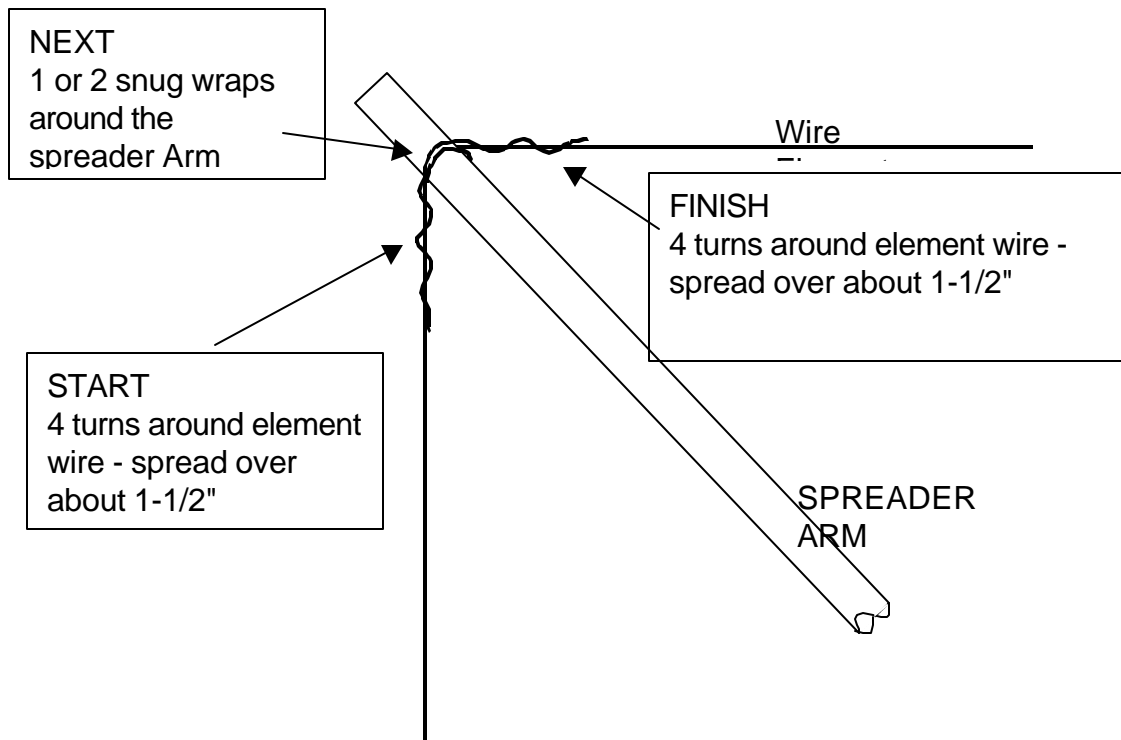 NEXT
1 or 2 snug wraps
around the
spreader Arm
Wire
FINISH
4 turns around element wire -
spread over about 1-1/2"
START
4 turns around element
wire - spread over
about 1-1/2"
SPREADER
ARM